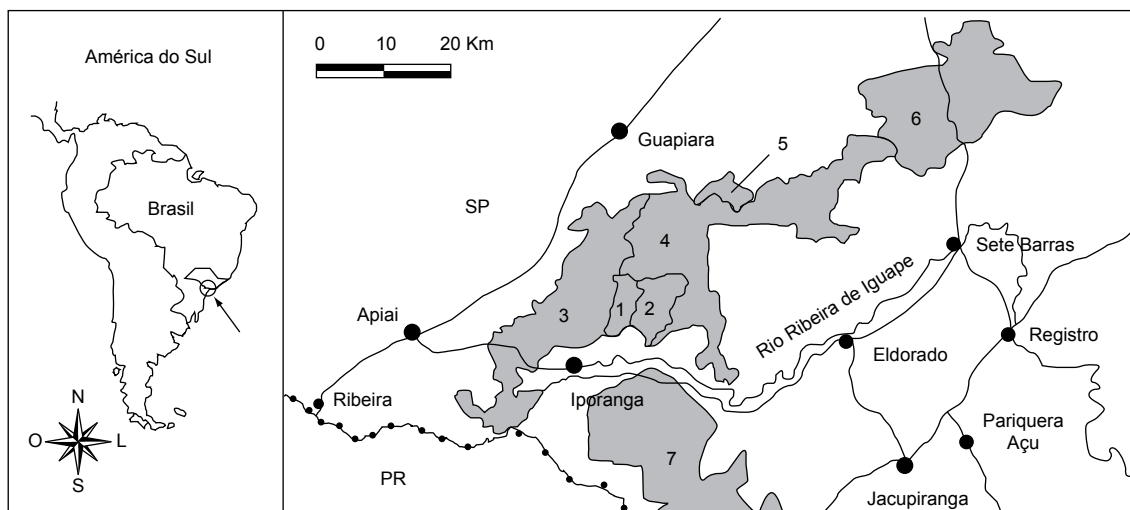 América do Sul
Brasil
N
O
L
S
0 10 20 Km
Guapiara
5
6
SP
4
Sete Barras
Rio Ribeira de Iguape
3
1
2
Apiai
Registro
Eldorado
Iporanga
Ribeira
Pariquera
Açu
7
PR
Jacupiranga